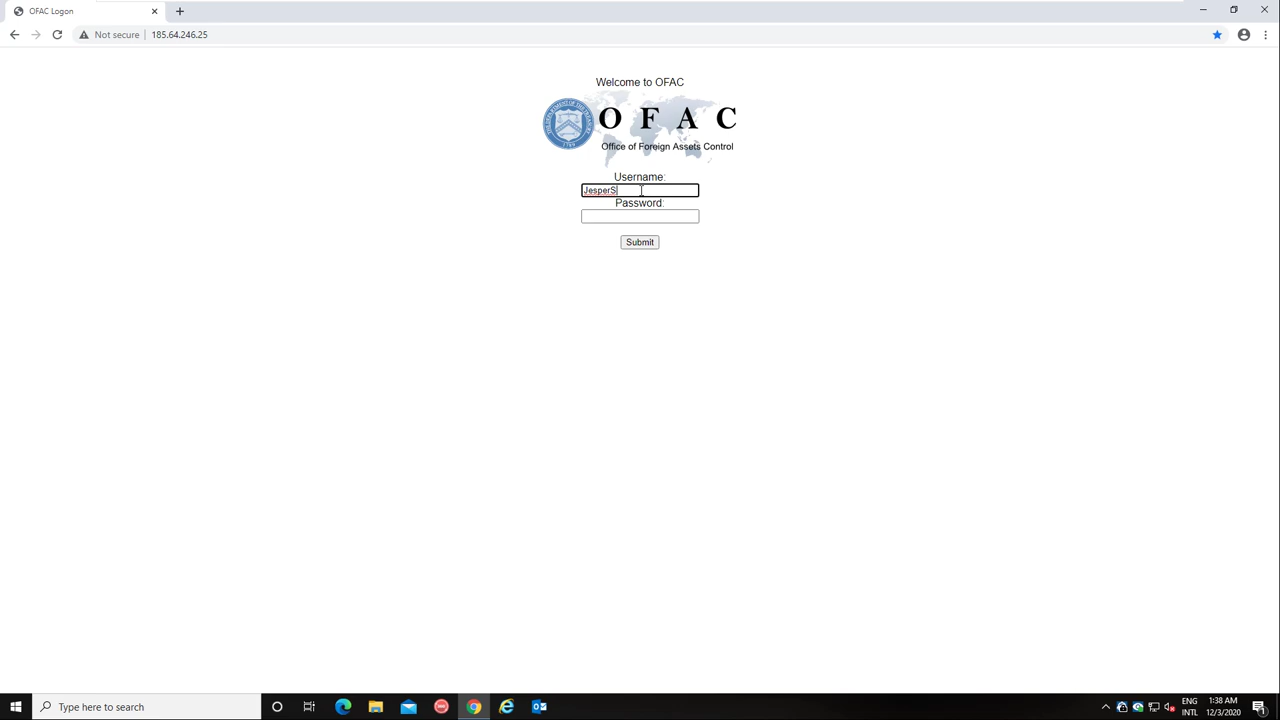 OFAC Logon
Not secure
185.64.246.25
Welcome to OFAC
O F A C
Office of Foreign Assets Control
Username:
JesperS
Password:
Submit
Type here to search
ENG
INTL
1:38 AM
12/3/2020
1